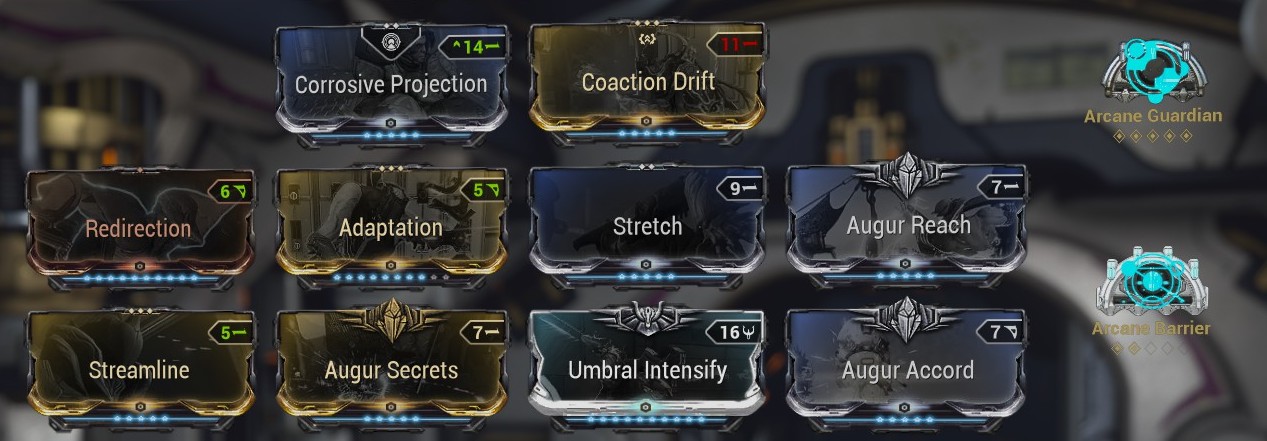 14
Corrosive Projection
11
Coaction Drift
Arcane Guardian
6
Redirection
5
Adaptation
9
Stretch
7
Augur Reach
5
Streamline
7
Augur Secrets
16
Umbral Intensify
7
Augur Accord
Arcane Barrier